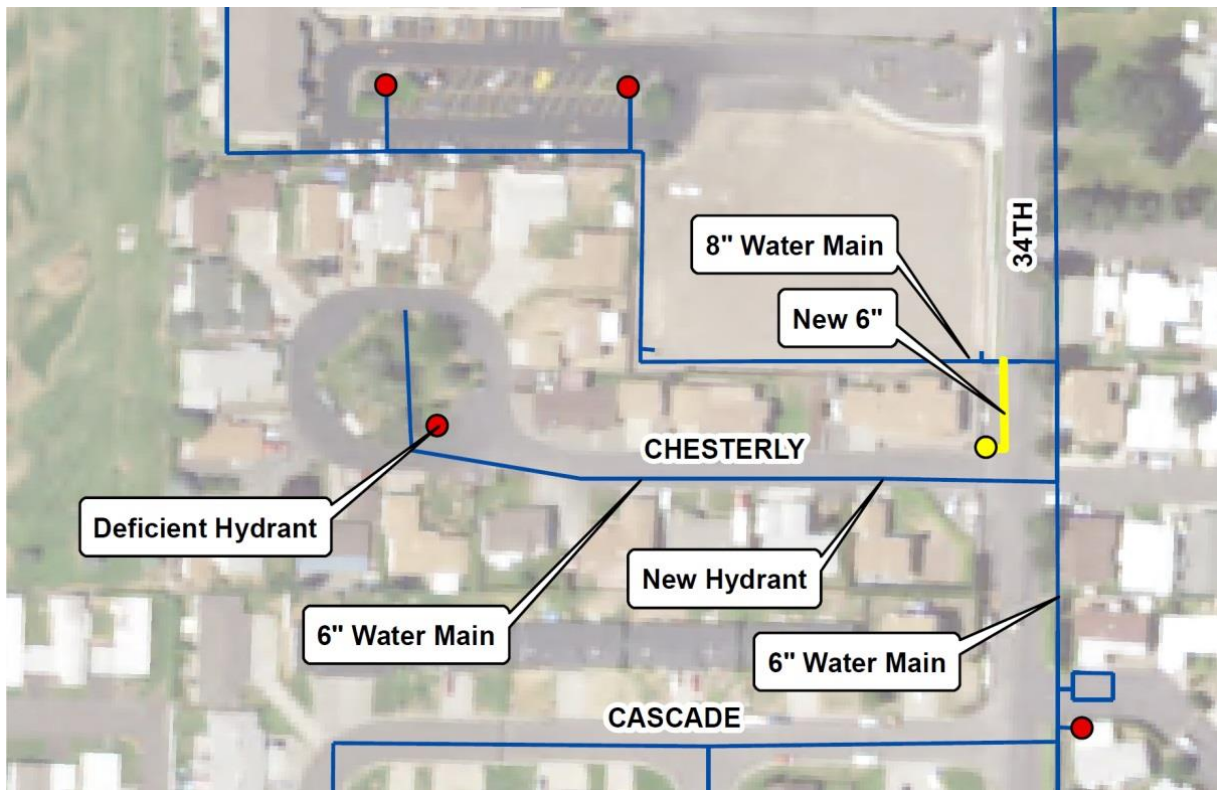 8" Water Main
34TH
New 6"
CHESTERLY
Deficient Hydrant
New Hydrant
6" Water Main
6" Water Main
CASCADE